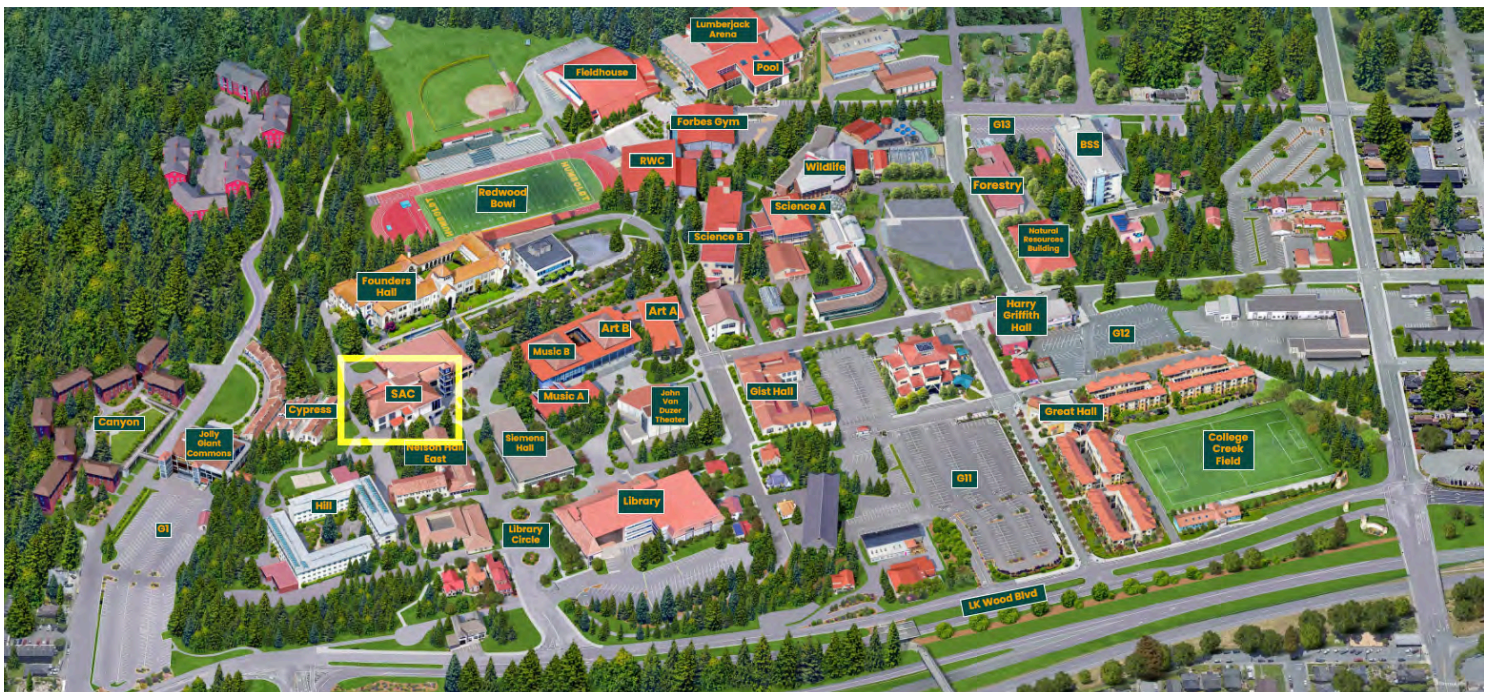 Lumberjack
Arena
Pool
Fieldhouse
Forbes Gym
G13
BSS
RWC
Wildlife
Forestry
Redwood
Bowl
HUMBOLDT
HUMBOLDT
Science A
Science B
Natural
Resources
Building
Founders
Hall
Art A
Art B
Music B
Harry
Griffith
Hall
G12
SAC
Gist Hall
Music A
John
Van
Duzer
Theater
Cypress
Great Hall
Canyon
Jolly
Giant
Commons
Nelson Hall
East
Siemens
Hall
College
Creek
Field
G11
Hill
Library
G1
Library
Circle
LK Wood Blvd